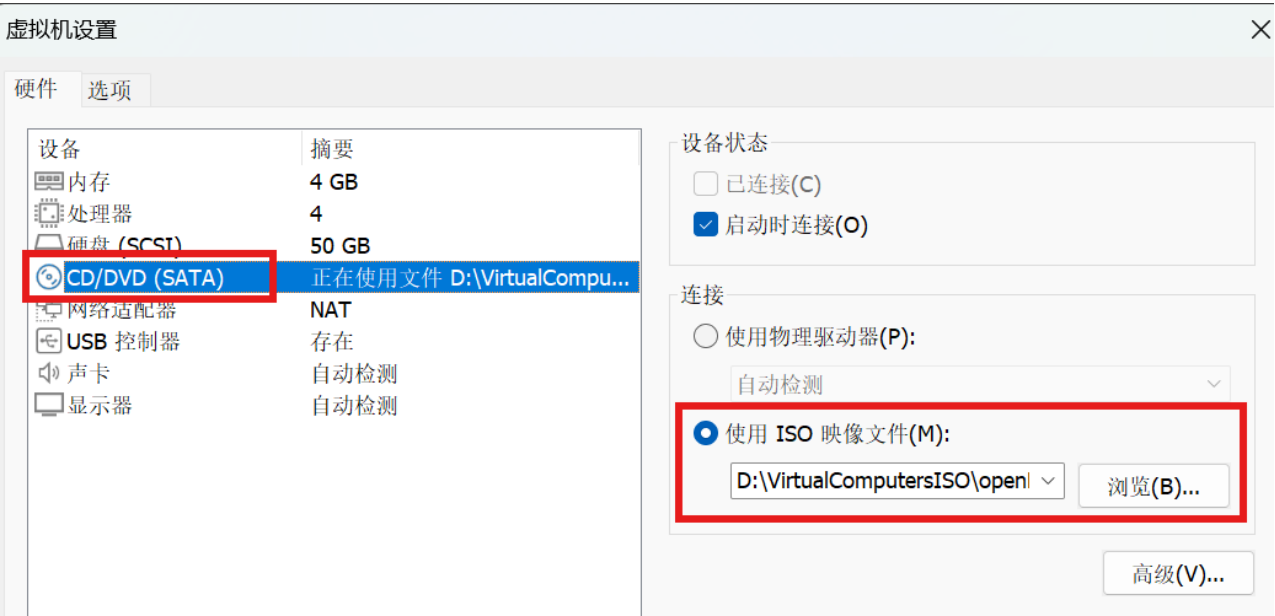 虚拟机设置
硬件 选项
设备 摘要
内存 4 GB
处理器 4
硬盘 (SCSI) 50 GB
CD/DVD (SATA) 正在使用文件 D:\VirtualCompu...
网络适配器 NAT
USB 控制器 存在
声卡 自动检测
显示器 自动检测
设备状态
已连接(C)
启动时连接(O)
连接
使用物理驱动器(P):
自动检测
使用 ISO 映像文件(M):
D:\VirtualComputersISO\open
浏览(B)...
高级(V)...